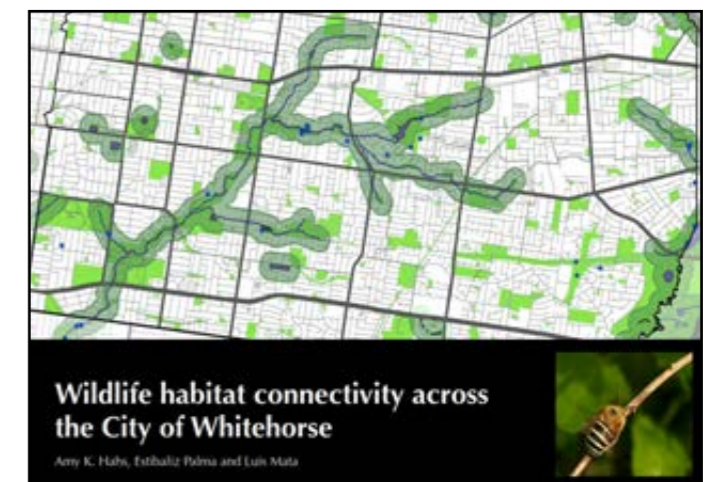 Wildlife habitat connectivity across
the City of Whitehorse
Amy K. Hahs, Estibaliz Palma and Luis Mata